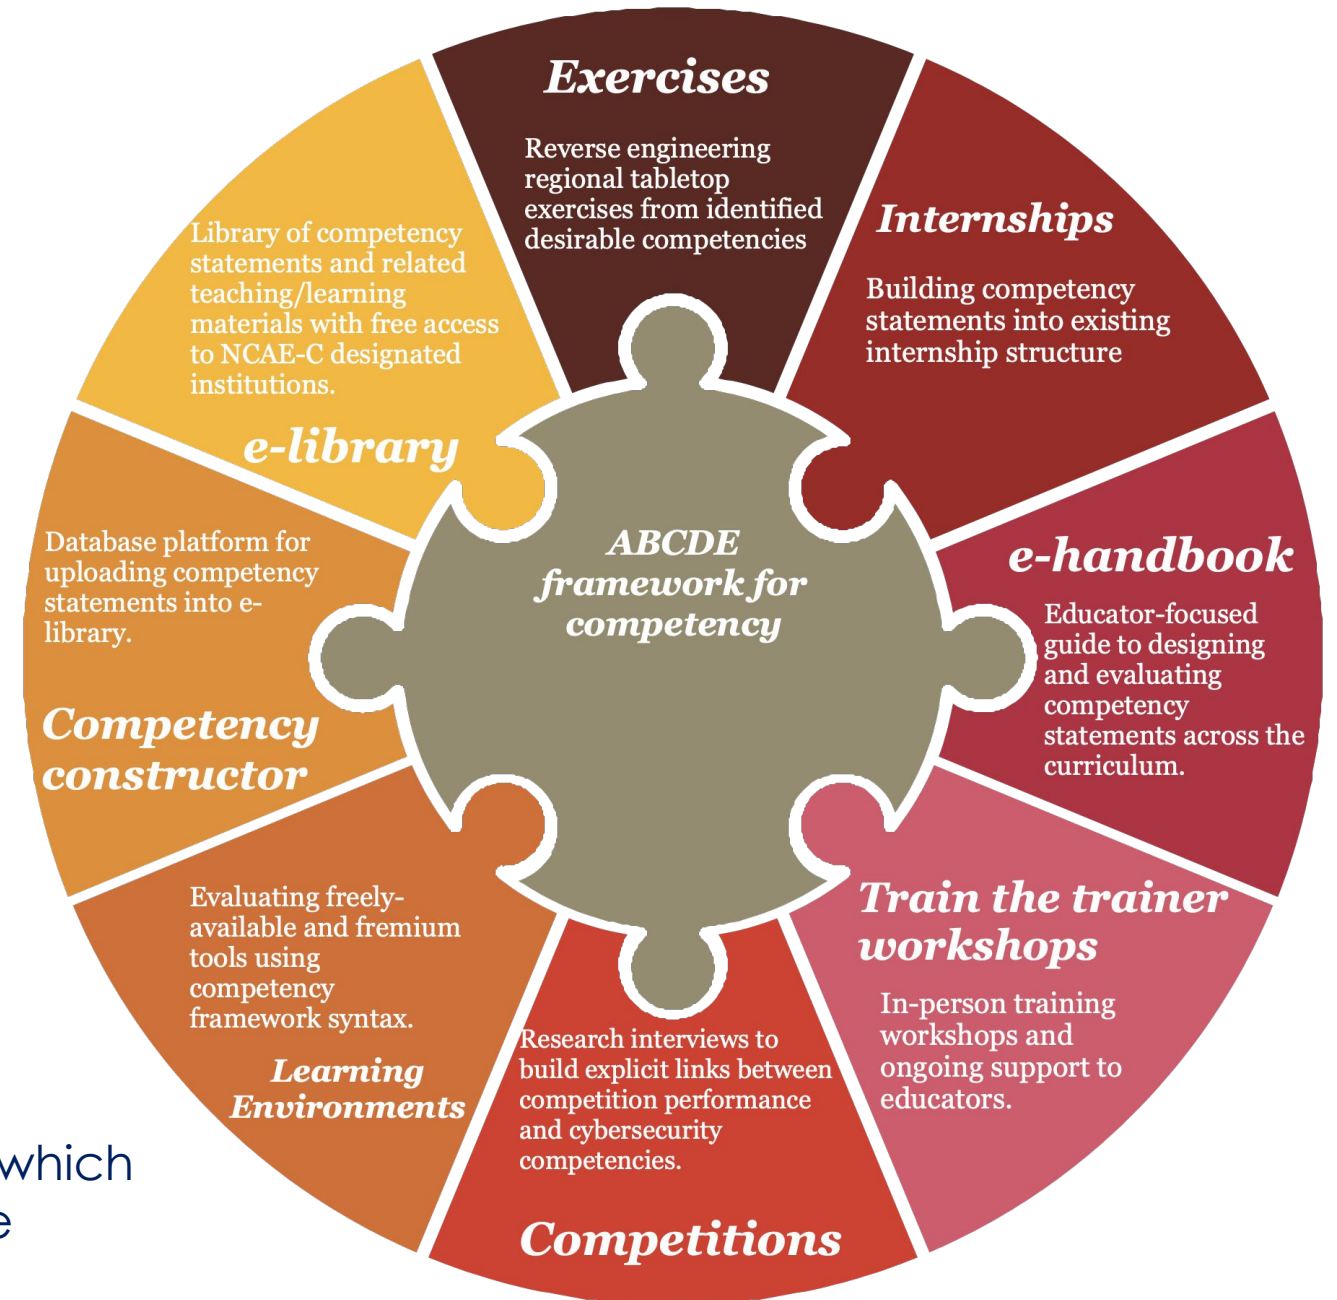 Exercises
Reverse engineering
regional tabletop
exercises from identified
desirable competencies
Internships
Building competency
statements into existing
internship structure
e-handbook
Educator-focused
guide to designing
and evaluating
competency
statements across the
curriculum.
Train the trainer
workshops
In-person training
workshops and
ongoing support to
educators.
Research interviews to
build explicit links between
competition performance
and cybersecurity
competencies.
Competitions
Evaluating freely-
available and fremium
tools using
competency
framework syntax.
Learning
Environments
Database platform for
uploading competency
statements into e-
library.
Competency
constructor
Library of competency
statements and related
teaching/learning
materials with free access
to NCAE-C designated
institutions.
e-library
ABCDE
framework for
competency
which